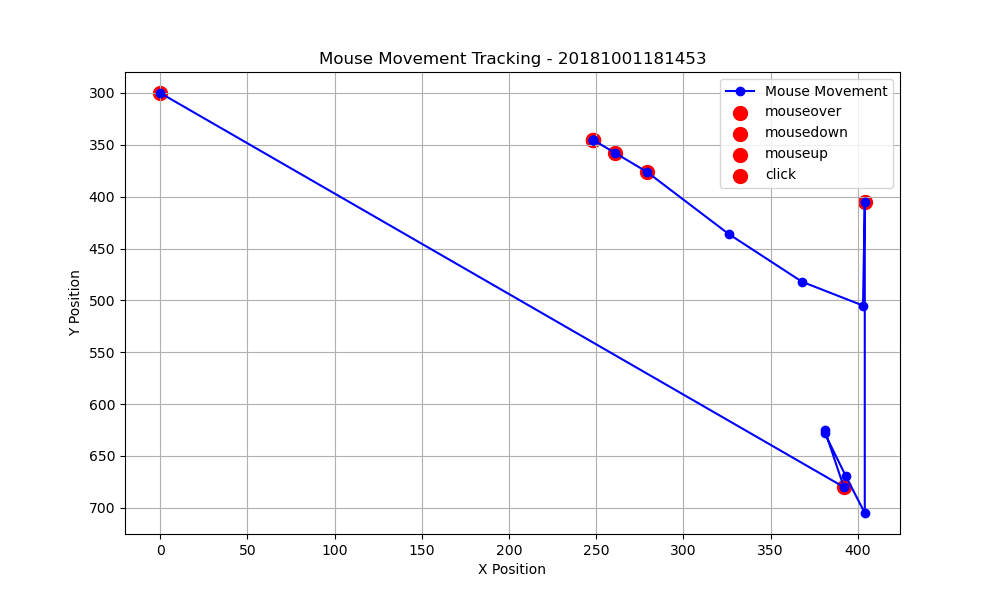 Mouse Movement Tracking - 20181001181453
Mouse Movement
mouseover
mousedown
mouseup
click
300
350
400
450
500
550
600
650
700
Y Position
0 50 100 150 200 250 300 350 400
X Position